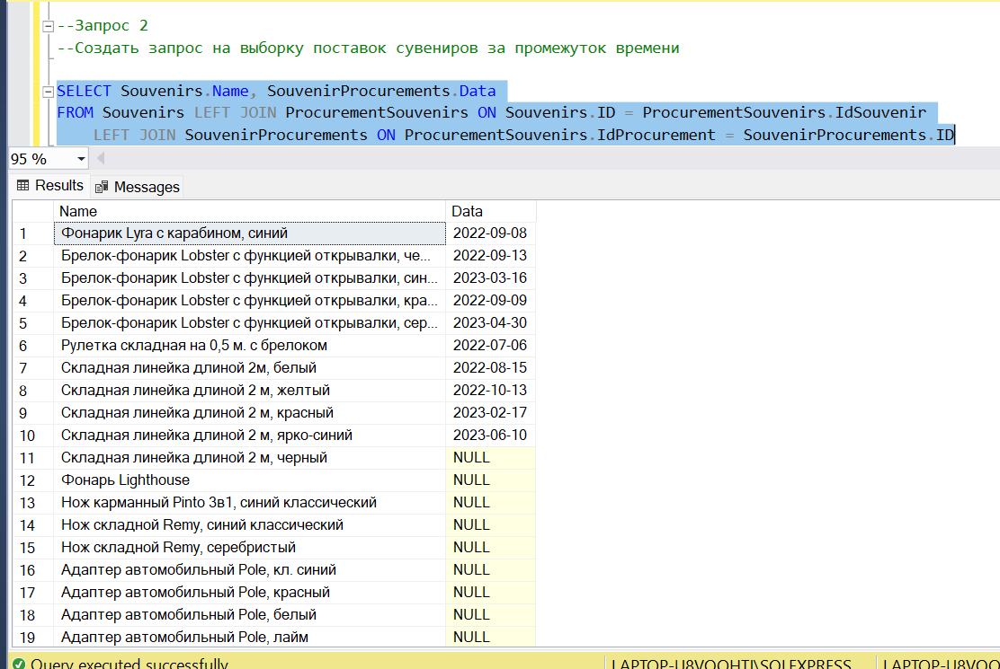 --Запрос 2
--Создать запрос на выборку поставок сувениров за промежуток времени
SELECT Souvenirs.Name, SouvenirProcurements.Data
FROM Souvenirs LEFT JOIN ProcurementSouvenirs ON Souvenirs.ID = ProcurementSouvenirs.IdSouvenir
LEFT JOIN SouvenirProcurements ON ProcurementSouvenirs.IdProcurement = SouvenirProcurements.ID
95 %
Results Messages
Name Data
1 Фонарик Lyra с карабином, синий 2022-09-08
2 Брелок-фонарик Lobster с функцией открывалки, че... 2022-09-13
3 Брелок-фонарик Lobster с функцией открывалки, син... 2023-03-16
4 Брелок-фонарик Lobster с функцией открывалки, кра... 2022-09-09
5 Брелок-фонарик Lobster с функцией открывалки, сер... 2023-04-30
6 Рулетка складная на 0,5 м. с брелоком 2022-07-06
7 Складная линейка длиной 2м, белый 2022-08-15
8 Складная линейка длиной 2 м, желтый 2022-10-13
9 Складная линейка длиной 2 м, красный 2023-02-17
10 Складная линейка длиной 2 м, ярко-синий 2023-06-10
11 Складная линейка длиной 2 м, черный NULL
12 Фонарь Lighthouse NULL
13 Нож карманный Pinto 3в1, синий классический NULL
14 Нож складной Remy, синий классический NULL
15 Нож складной Remy, серебристый NULL
16 Адаптер автомобильный Pole, кл. синий NULL
17 Адаптер автомобильный Pole, красный NULL
18 Адаптер автомобильный Pole, белый NULL
19 Адаптер автомобильный Pole, лайм NULL
Query executed successfully